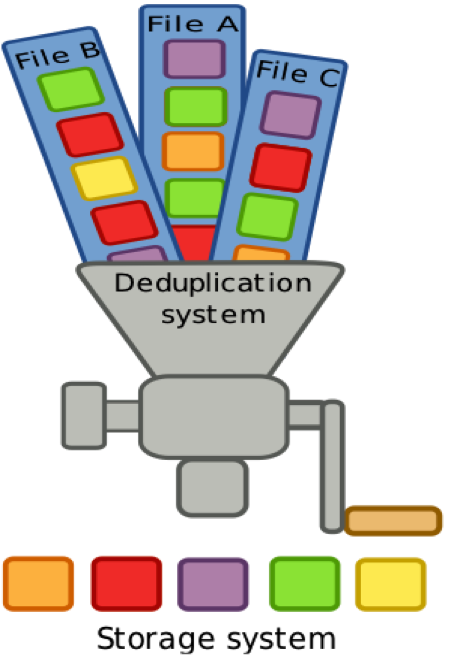 File B
File A
File C
Deduplication
system
Storage system